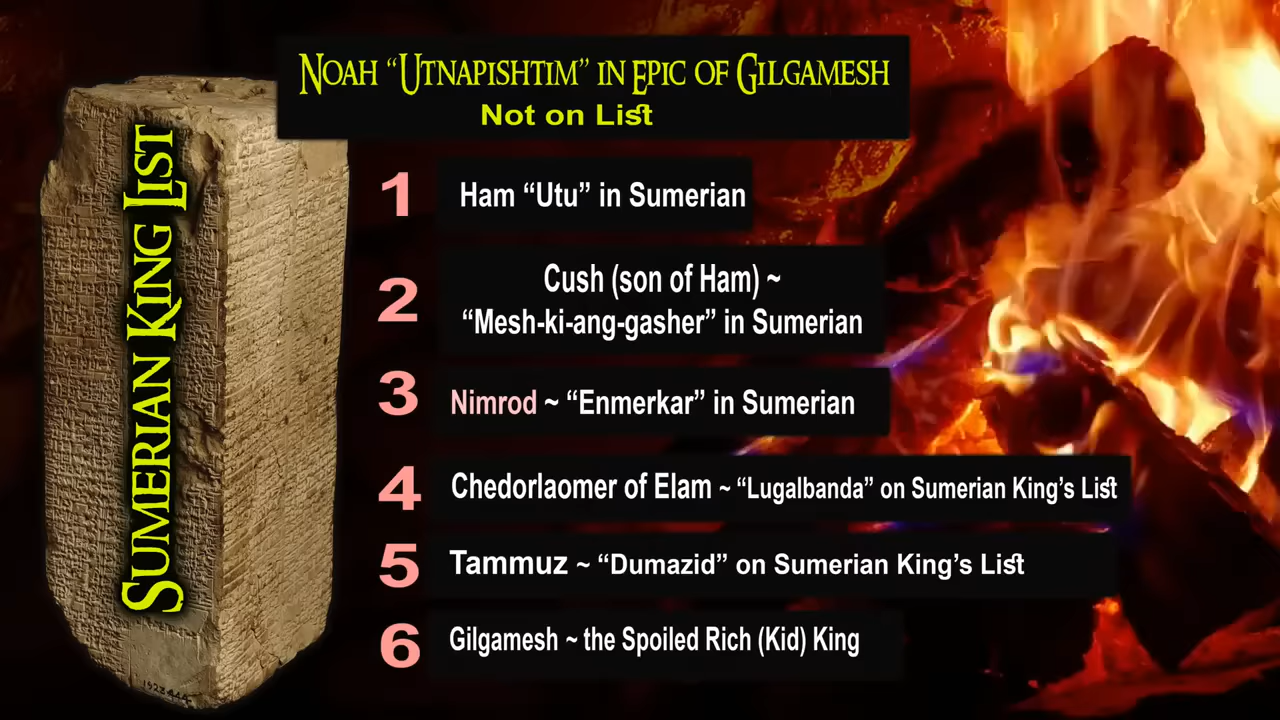 SUMERIAN KING LIST
NOAH “UTNAPISHTIM” IN EPIC OF GILGAMESH
Not on List
1
Ham “Utu” in Sumerian
2
Cush (son of Ham) ~
“Mesh-ki-ang-gasher” in Sumerian
3
Nimrod ~ “Enmerkar” in Sumerian
4
Chedorlaomer of Elam ~ “Lugalbanda” on Sumerian King’s List
5
Tammuz ~ “Dumazid” on Sumerian King’s List
6
Gilgamesh ~ the Spoiled Rich (Kid) King